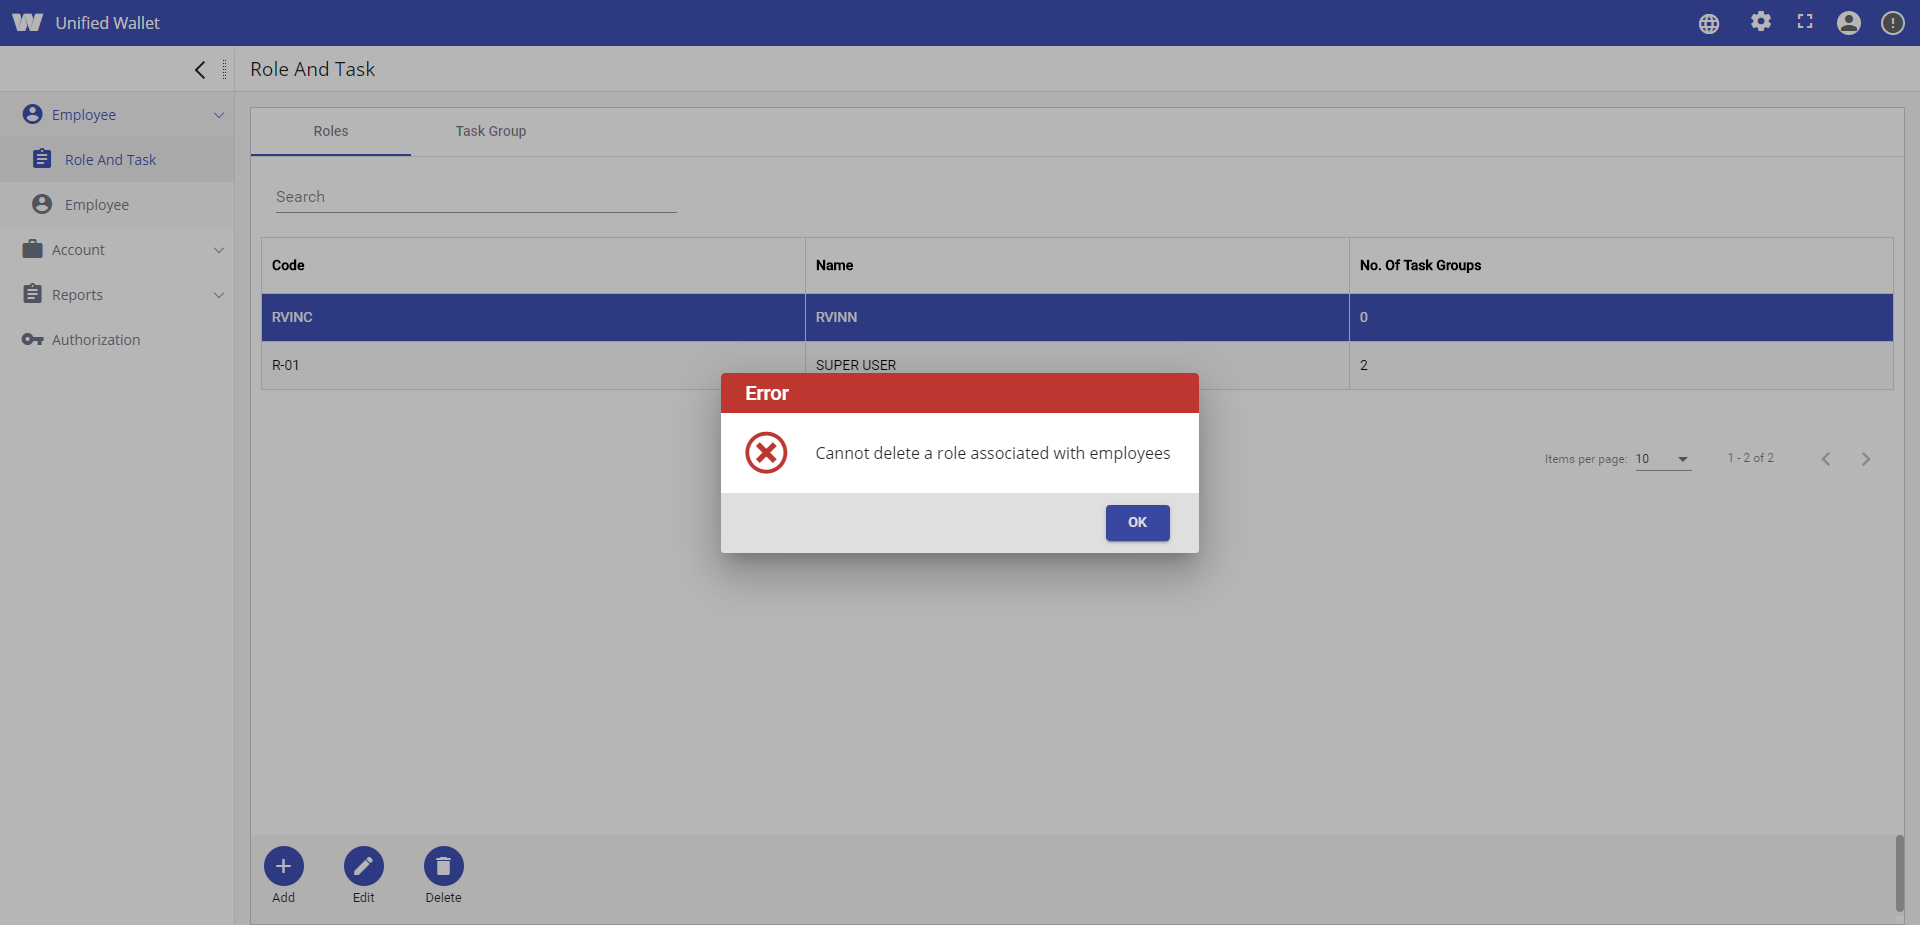 Unified Wallet
Role And Task
Employee
Role And Task
Employee
Account
Reports
Authorization
Roles Task Group
Search
Code Name No. Of Task Groups
RVINC RVINN 0
R-01 SUPER USER 2
Error
Cannot delete a role associated with employees
OK
Items per page: 10 1 - 2 of 2
Add Edit Delete